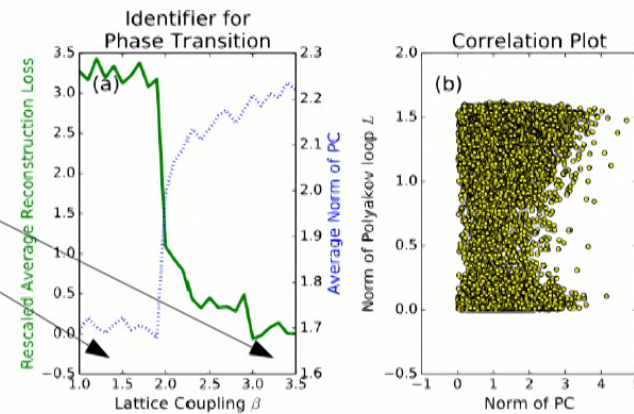 Identifier for
Phase Transition
3.5
3.0
2.5
2.0
1.5
1.0
0.5
0.0
−0.5
Rescaled Average Reconstruction Loss
(a)
2.3
2.2
2.1
2.0
1.9
1.8
1.7
1.6
Average Norm of PC
1.0 1.5 2.0 2.5 3.0 3.5
Lattice Coupling β
Correlation Plot
2.0
1.5
1.0
0.5
0.0
−0.5
Norm of Polyakov loop L
(b)
−1 0 1 2 3 4
Norm of PC